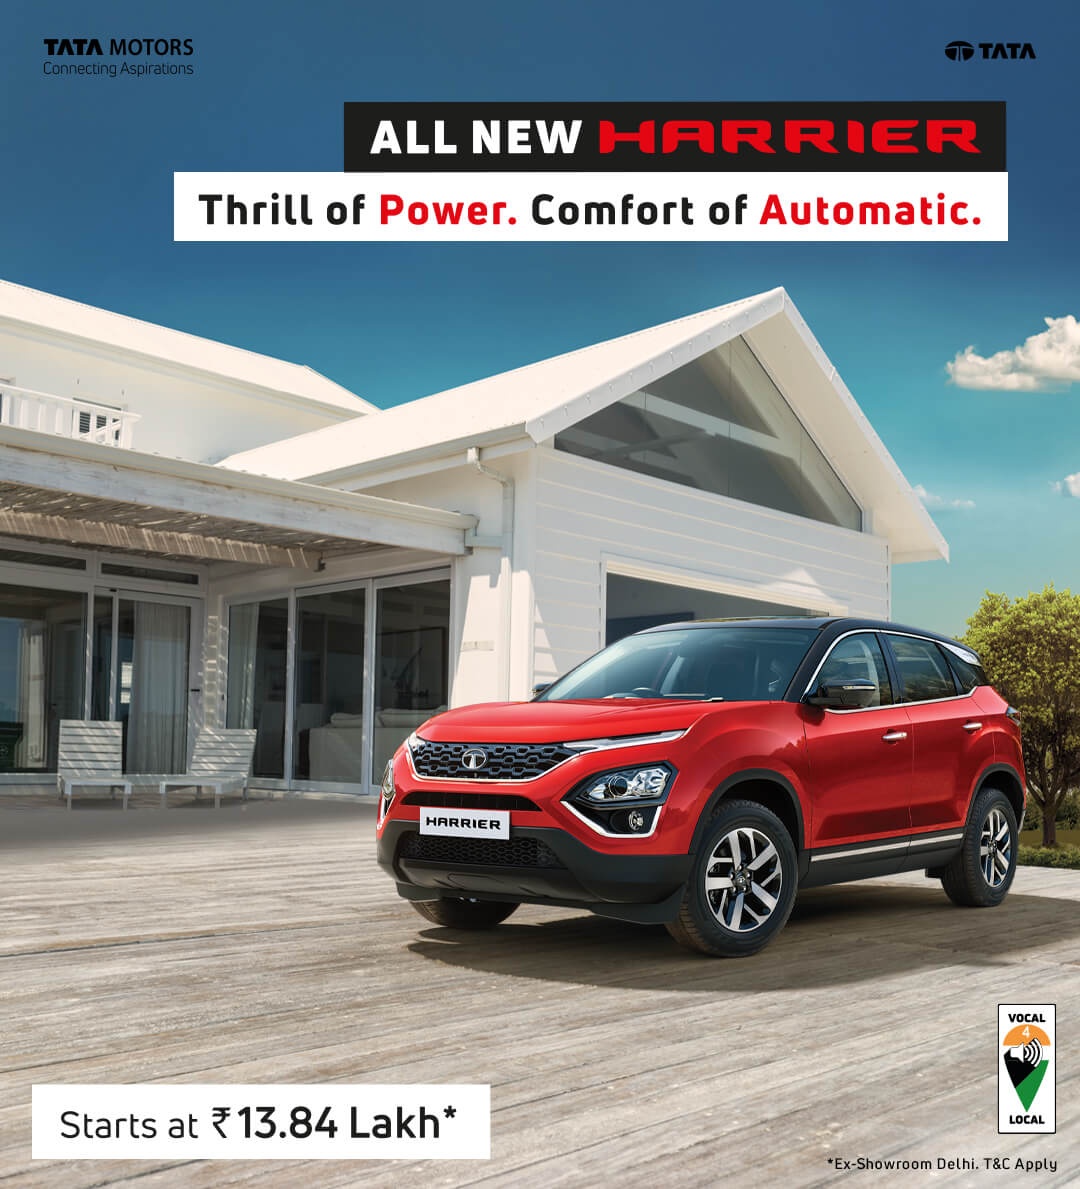 TATA MOTORS
Connecting Aspirations
TATA
ALL NEW HARRIER
Thrill of Power. Comfort of Automatic.
HARRIER
VOCAL
4
LOCAL
Starts at ₹13.84 Lakh*
*Ex-Showroom Delhi. T&C Apply